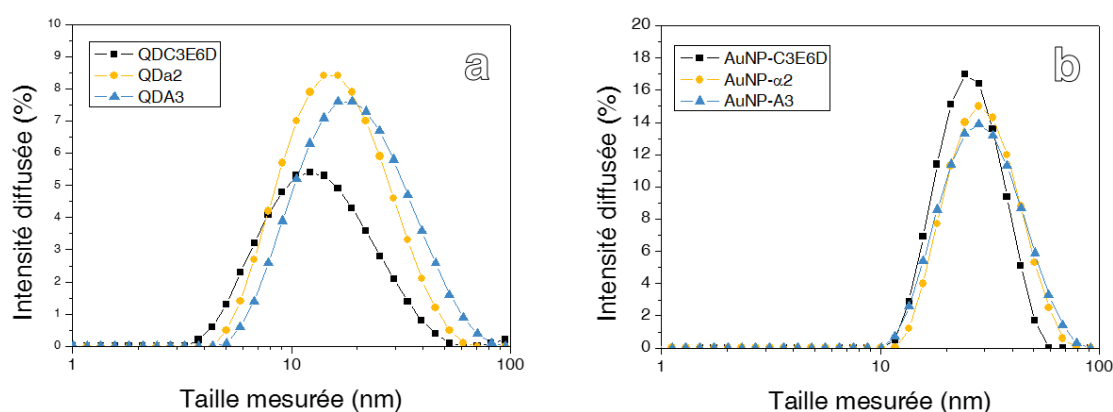 a
QDC3E6D
QDa2
QDA3
10
9
8
7
6
5
4
3
2
1
0
Intensité diffusée (%)
1
10
100
Taille mesurée (nm)
b
AuNP-C3E6D
AuNP-α2
AuNP-A3
20
18
16
14
12
10
8
6
4
2
0
Intensité diffusée (%)
1
10
100
Taille mesurée (nm)